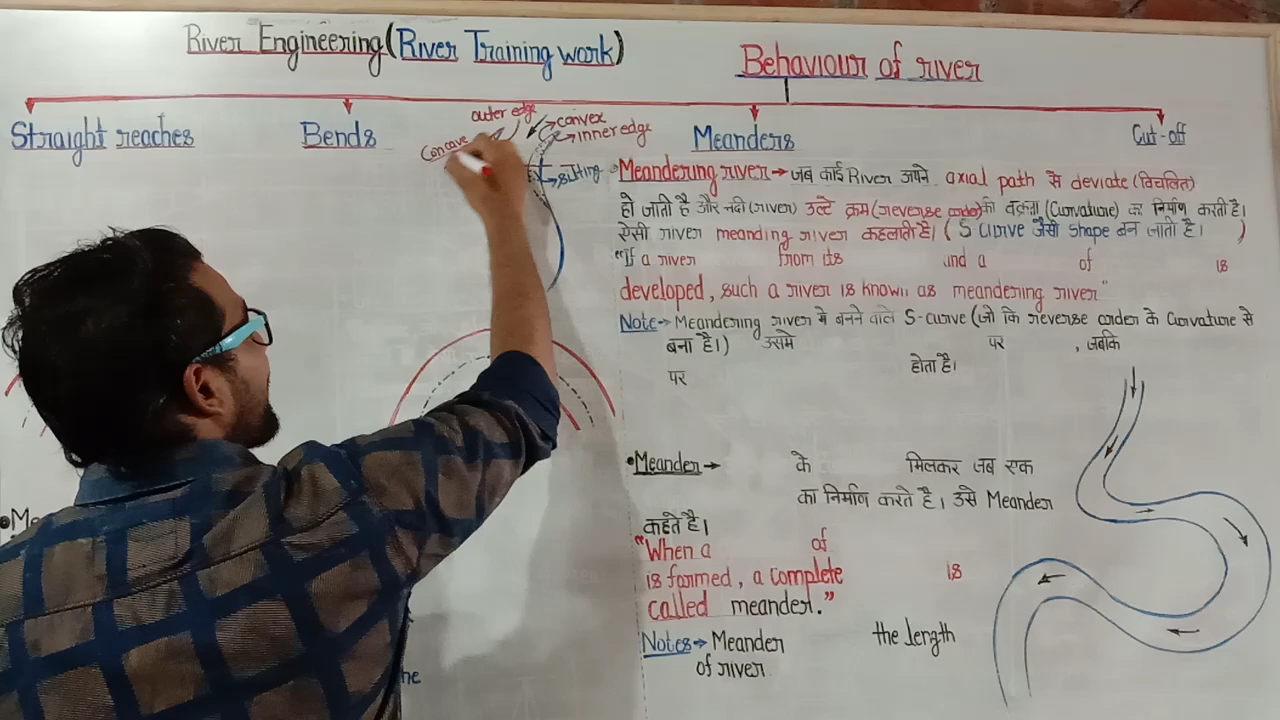 River Engineering (River Training work)
Behaviour of river
Straight reaches
Bends
Meanders
Cut-off
outer edge
convex
inner edge
Concave
silting
•Meandering river → जब कोई River अपने axial path से deviate (विचलित)
हो जाती है और नदी (river) उल्टे क्रम (reverse order) की वक्रता (Curvature) का निर्माण करती है।
ऐसी river meanding river कहलाती है। ( S curve जैसी shape बन जाती है। )
"If a river from its and a of is
developed, such a river is known as meandering river"
Note → Meandering river में बनने वाले S-curve (जो कि reverse order के Curvature से
बना है।) उसमे पर , जबकि
पर होता है।
•Meander → के मिलकर जब एक
का निर्माण करते है। उसे Meander
कहते है।
"When a of
is formed, a complete is
called meander."
Notes → Meander the length
of river
•Me
he